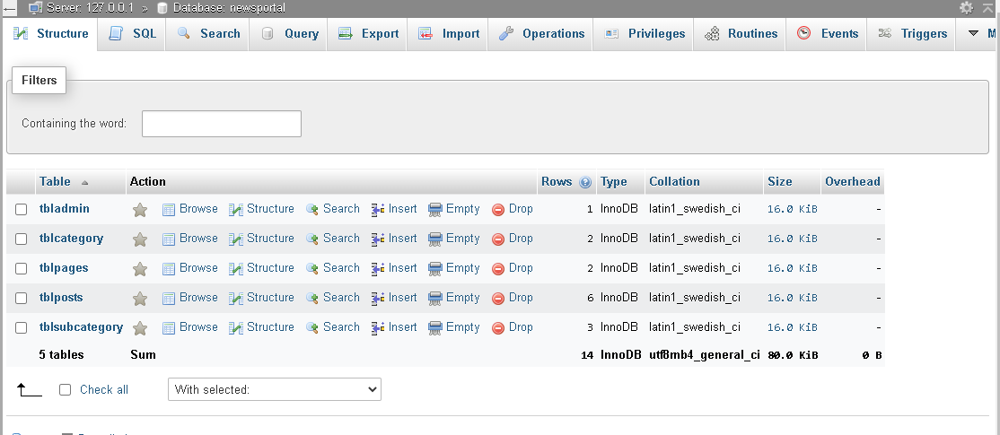 Server: 127.0.0.1 » Database: newsportal
Structure SQL Search Query Export Import Operations Privileges Routines Events Triggers
Filters
Containing the word:
Table Action Rows Type Collation Size Overhead
tbladmin Browse Structure Search Insert Empty Drop 1 InnoDB latin1_swedish_ci 16.0 KiB -
tblcategory Browse Structure Search Insert Empty Drop 2 InnoDB latin1_swedish_ci 16.0 KiB -
tblpages Browse Structure Search Insert Empty Drop 2 InnoDB latin1_swedish_ci 16.0 KiB -
tblposts Browse Structure Search Insert Empty Drop 6 InnoDB latin1_swedish_ci 16.0 KiB -
tblsubcategory Browse Structure Search Insert Empty Drop 3 InnoDB latin1_swedish_ci 16.0 KiB -
5 tables Sum 14 InnoDB utf8mb4_general_ci 80.0 KiB 0 B
Check all With selected: